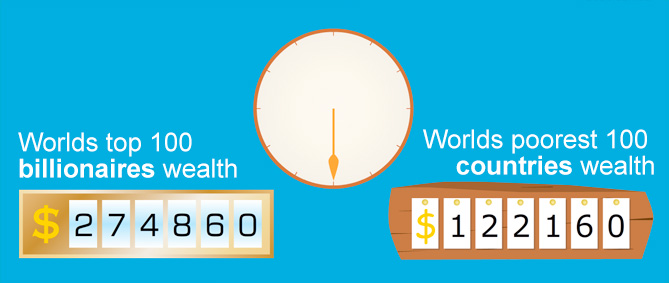 Worlds top 100
billionaires wealth
$ 274860
Worlds poorest 100
countries wealth
$ 122160